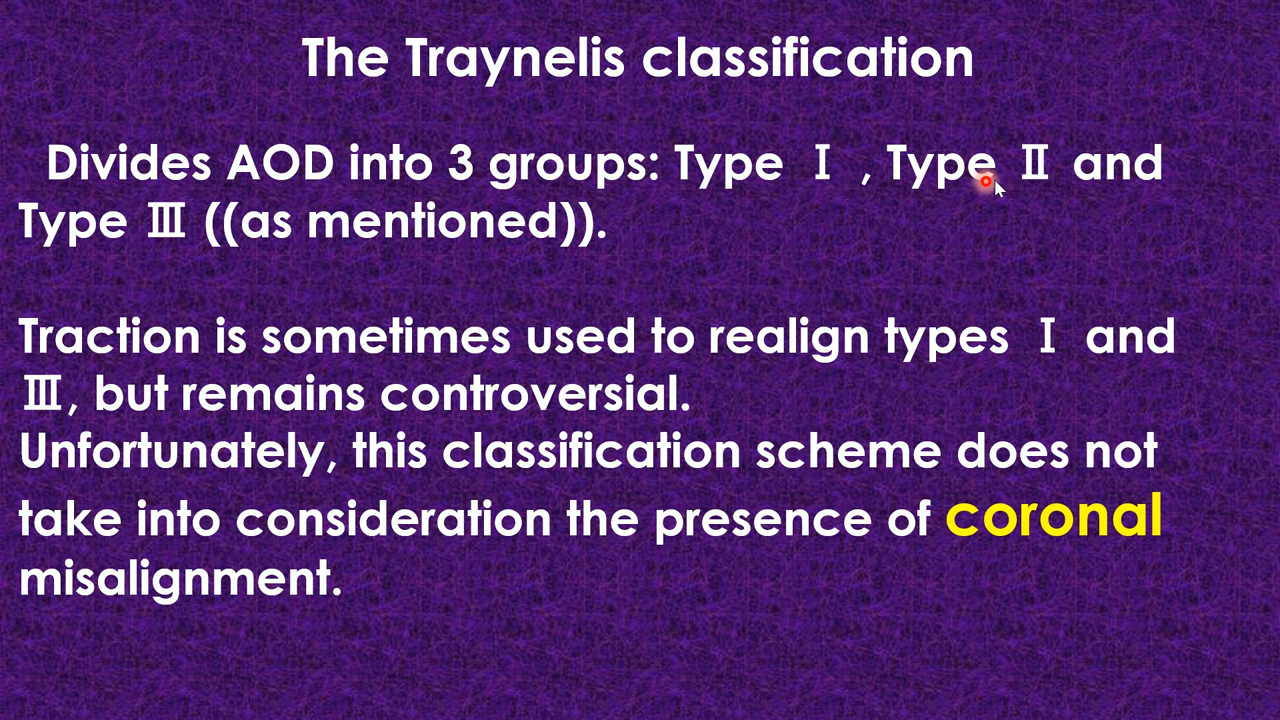 The Traynelis classification
Divides AOD into 3 groups: Type Ⅰ , Type Ⅱ and
Type Ⅲ ((as mentioned)).
Traction is sometimes used to realign types Ⅰ and
Ⅲ, but remains controversial.
Unfortunately, this classification scheme does not
take into consideration the presence of coronal
misalignment.